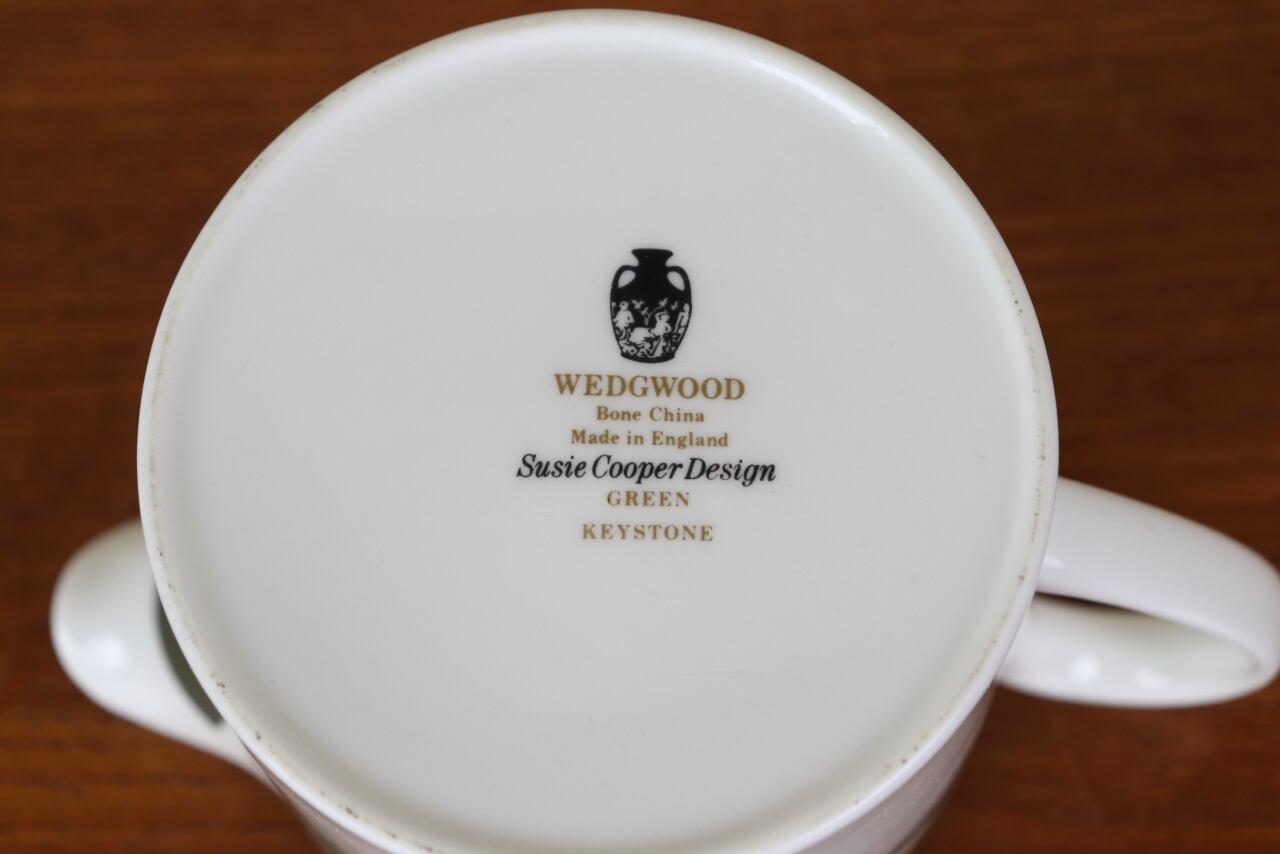 WEDGWOOD
Bone China
Made in England
Susie Cooper Design
GREEN
KEYSTONE